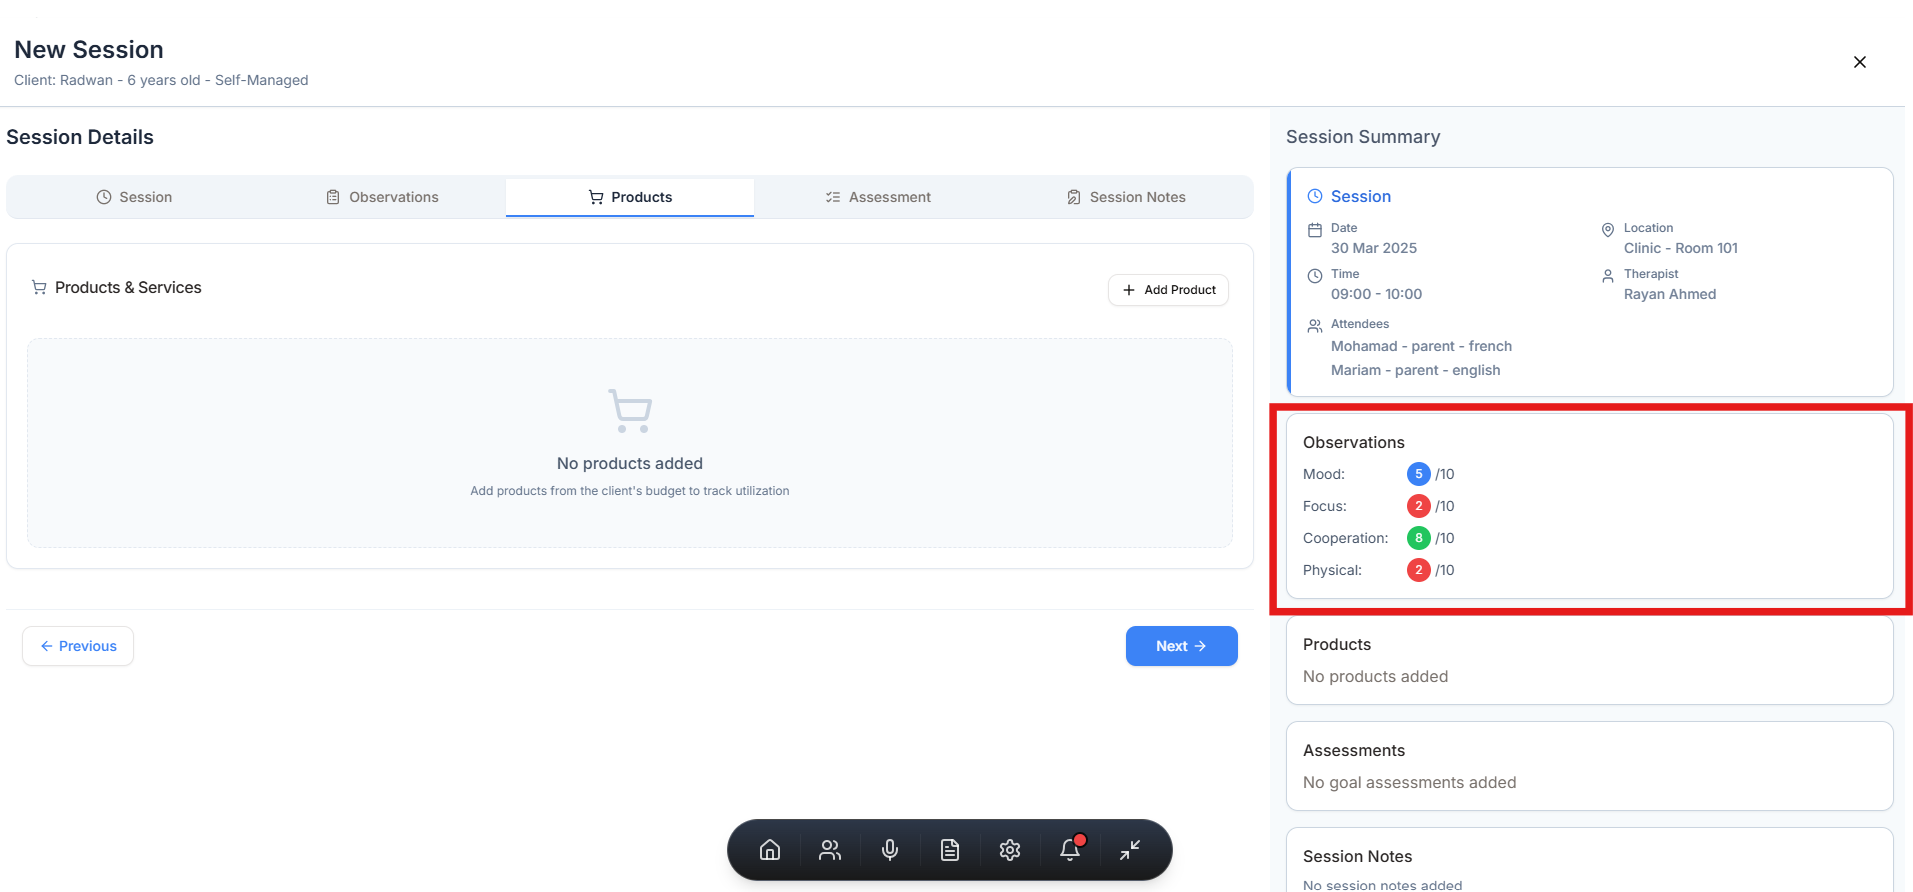 New Session
Client: Radwan - 6 years old - Self-Managed
Session Details
Session
Observations
Products
Assessment
Session Notes
Products & Services
Add Product
No products added
Add products from the client's budget to track utilization
Previous
Next
Session Summary
Session
Date
30 Mar 2025
Location
Clinic - Room 101
Time
09:00 - 10:00
Therapist
Rayan Ahmed
Attendees
Mohamad - parent - french
Mariam - parent - english
Observations
Mood: 5 /10
Focus: 2 /10
Cooperation: 8 /10
Physical: 2 /10
Products
No products added
Assessments
No goal assessments added
Session Notes
No session notes added